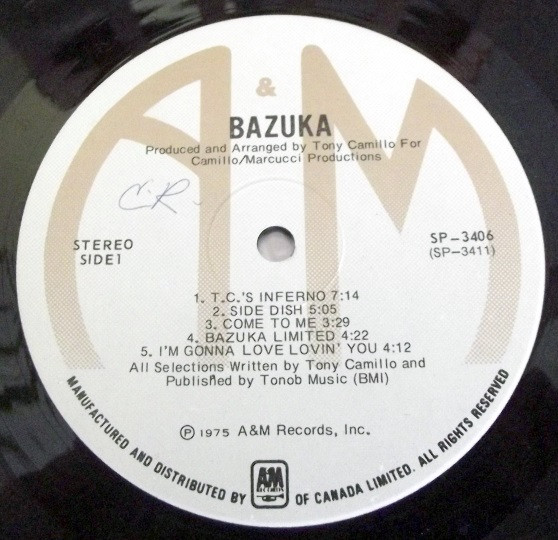 A&M
BAZUKA
Produced and Arranged by Tony Camillo For
Camillo/Marcucci Productions
C.R.
STEREO
SIDE 1
SP-3406
(SP-3411)
1. T.C.'S INFERNO 7:14
2. SIDE DISH 5:05
3. COME TO ME 3:29
4. BAZUKA LIMITED 4:22
5. I'M GONNA LOVE LOVIN' YOU 4:12
All Selections Written by Tony Camillo and
Published by Tonob Music (BMI)
℗ 1975 A&M Records, Inc.
MANUFACTURED AND DISTRIBUTED BY A&M RECORDS OF CANADA LIMITED. ALL RIGHTS RESERVED